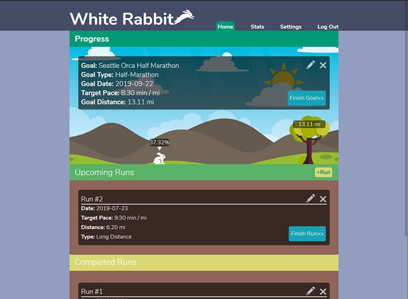 White Rabbit
Home Stats Settings Log Out
Progress
Goal: Seattle Orca Half Marathon
Goal Type: Half-Marathon
Goal Date: 2019-09-22
Target Pace: 8:30 min / mi
Goal Distance: 13.11 mi
Finish Goal>>
13.11 mi
37.32%
Upcoming Runs
+Run
Run #2
Date: 2019-07-23
Target Pace: 9:30 min / mi
Distance: 6.20 mi
Type: Long Distance
Finish Run>>
Completed Runs
Run #1